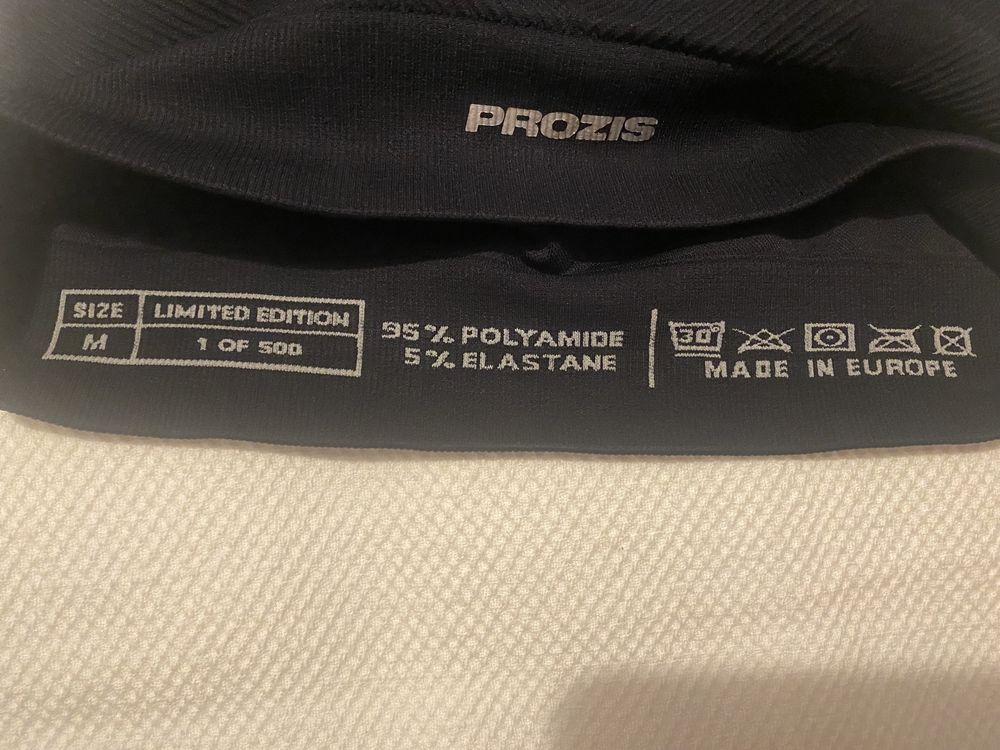 PROZIS
SIZE LIMITED EDITION
M 1 OF 500
95% POLYAMIDE
5% ELASTANE
30°
MADE IN EUROPE